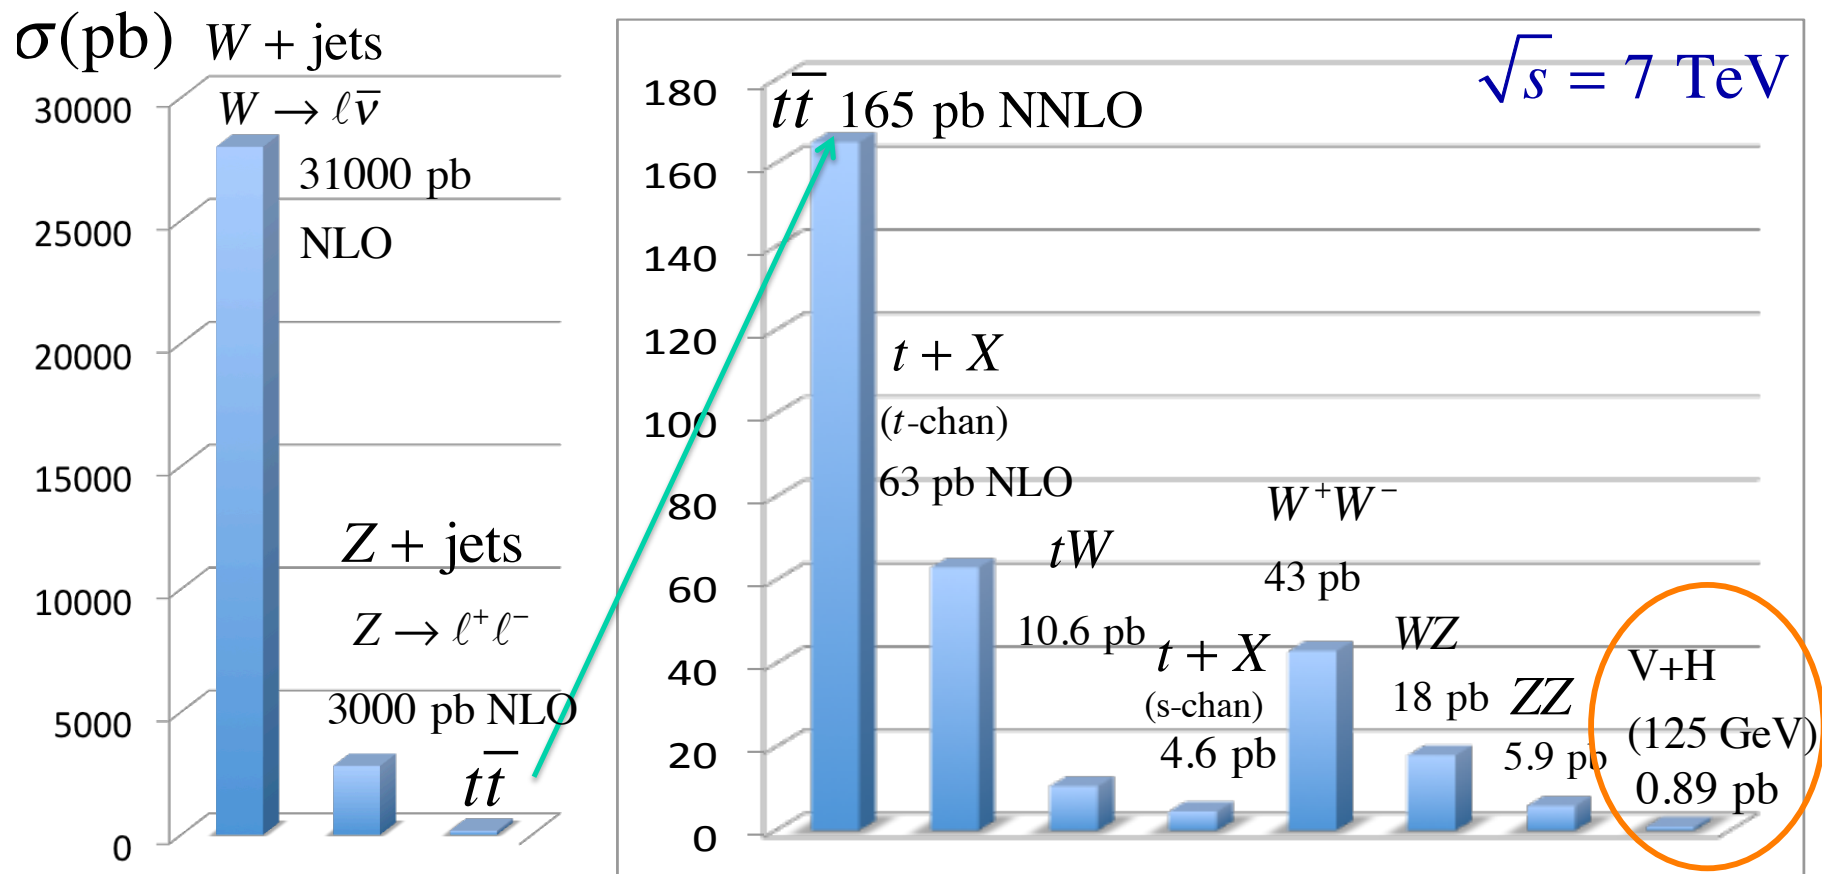 σ(pb)
W + jets
W → ℓν̅
31000 pb
NLO
30000
25000
20000
15000
10000
5000
0
Z + jets
Z → ℓ⁺ℓ⁻
3000 pb NLO
tt̅
√s = 7 TeV
180
160
140
120
100
80
60
40
20
0
tt̅ 165 pb NNLO
t + X
(t-chan)
63 pb NLO
tW
10.6 pb
t + X
(s-chan)
4.6 pb
W⁺W⁻
43 pb
WZ
18 pb
ZZ
5.9 pb
V+H
(125 GeV)
0.89 pb